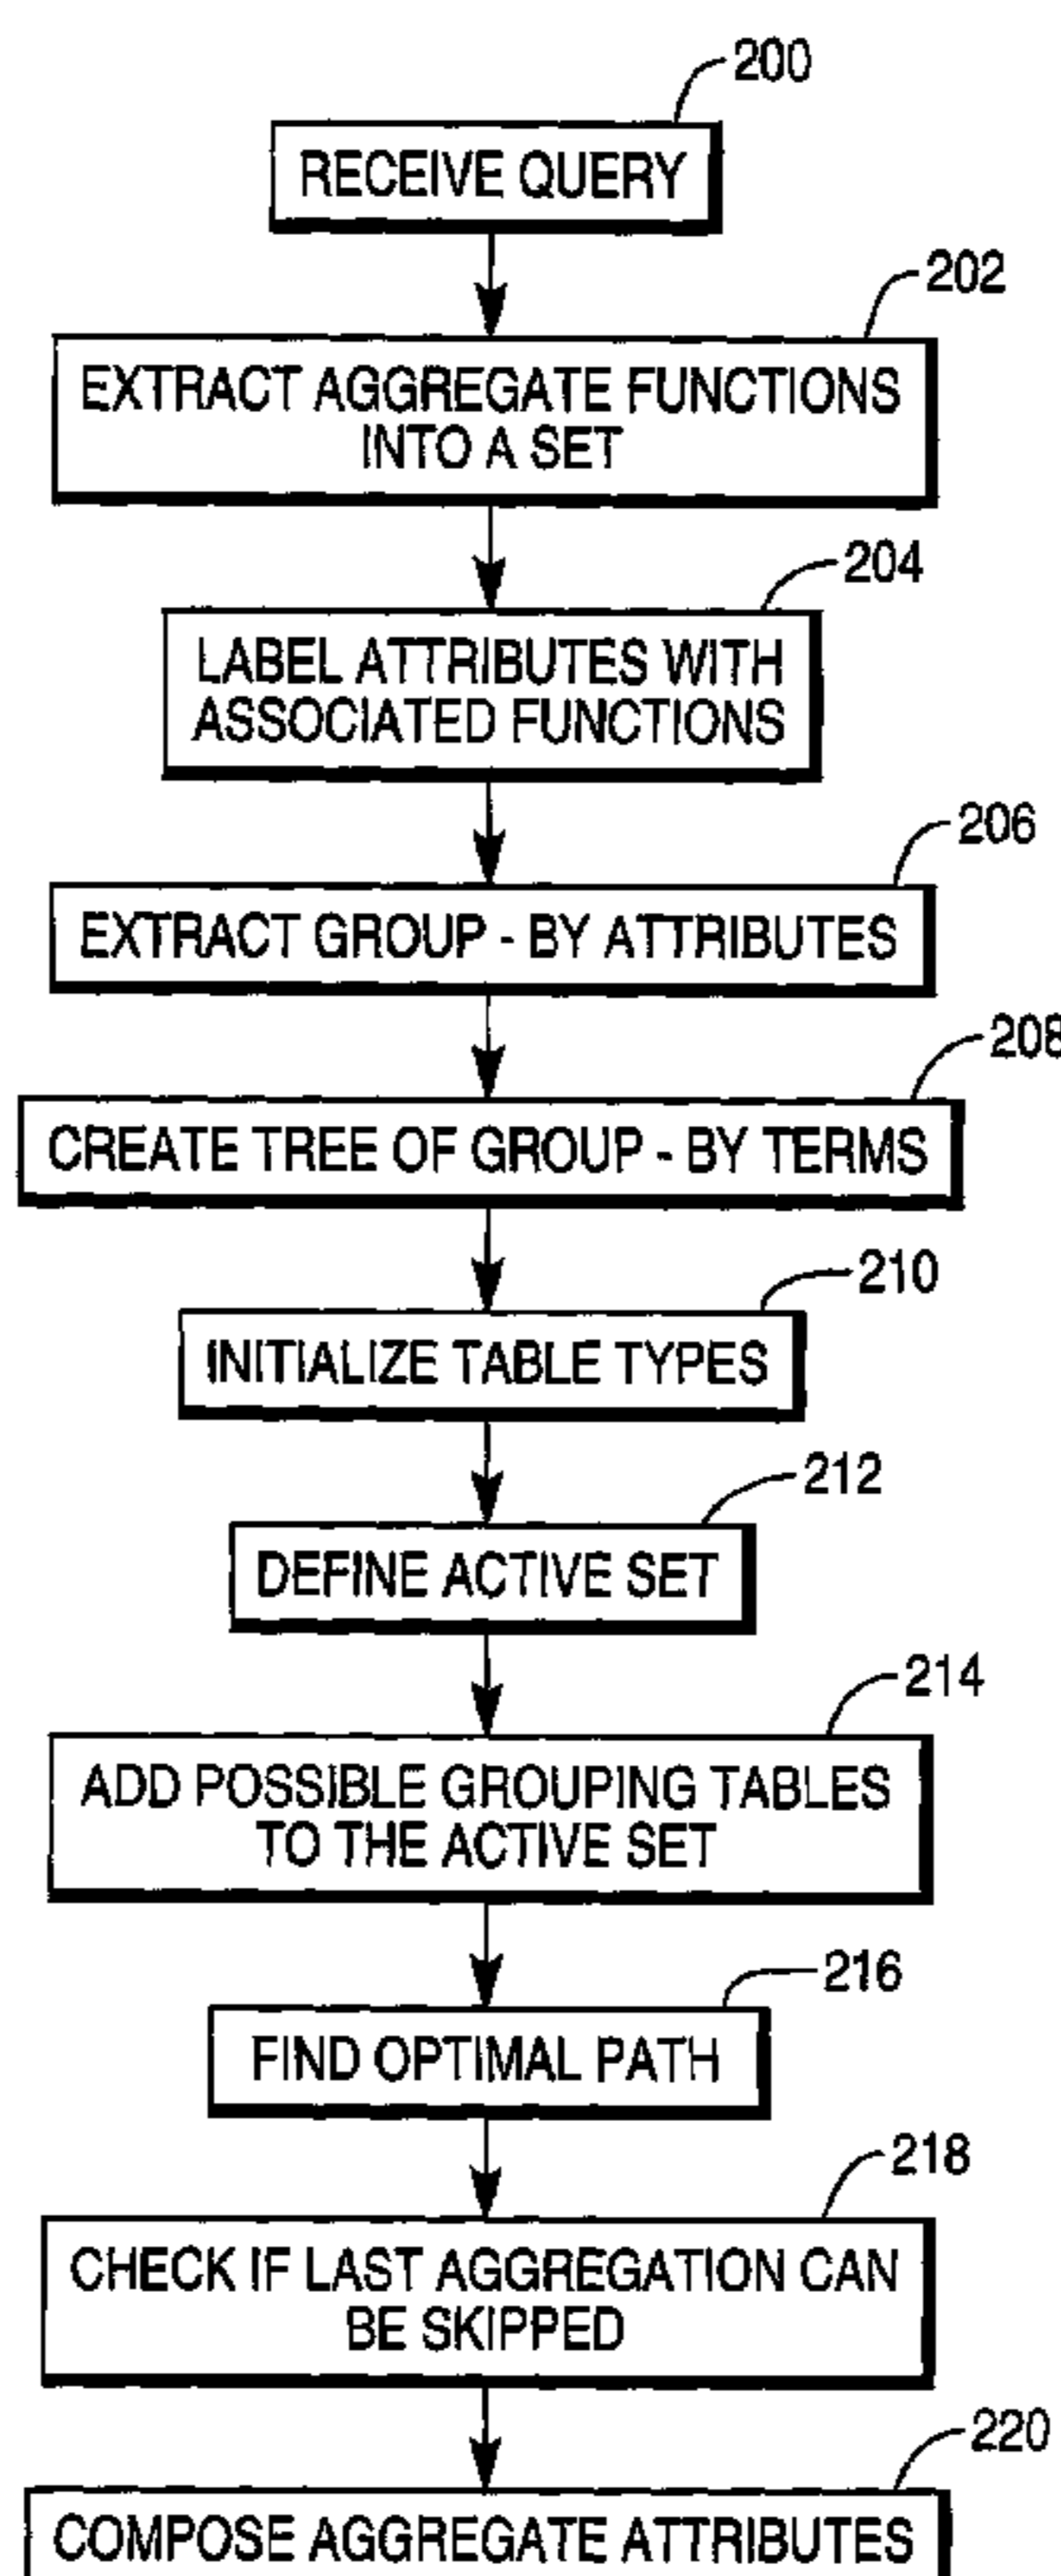 200
RECEIVE QUERY
202
EXTRACT AGGREGATE FUNCTIONS
INTO A SET
204
LABEL ATTRIBUTES WITH
ASSOCIATED FUNCTIONS
206
EXTRACT GROUP - BY ATTRIBUTES
208
CREATE TREE OF GROUP - BY TERMS
210
INITIALIZE TABLE TYPES
212
DEFINE ACTIVE SET
214
ADD POSSIBLE GROUPING TABLES
TO THE ACTIVE SET
216
FIND OPTIMAL PATH
218
CHECK IF LAST AGGREGATION CAN
BE SKIPPED
220
COMPOSE AGGREGATE ATTRIBUTES